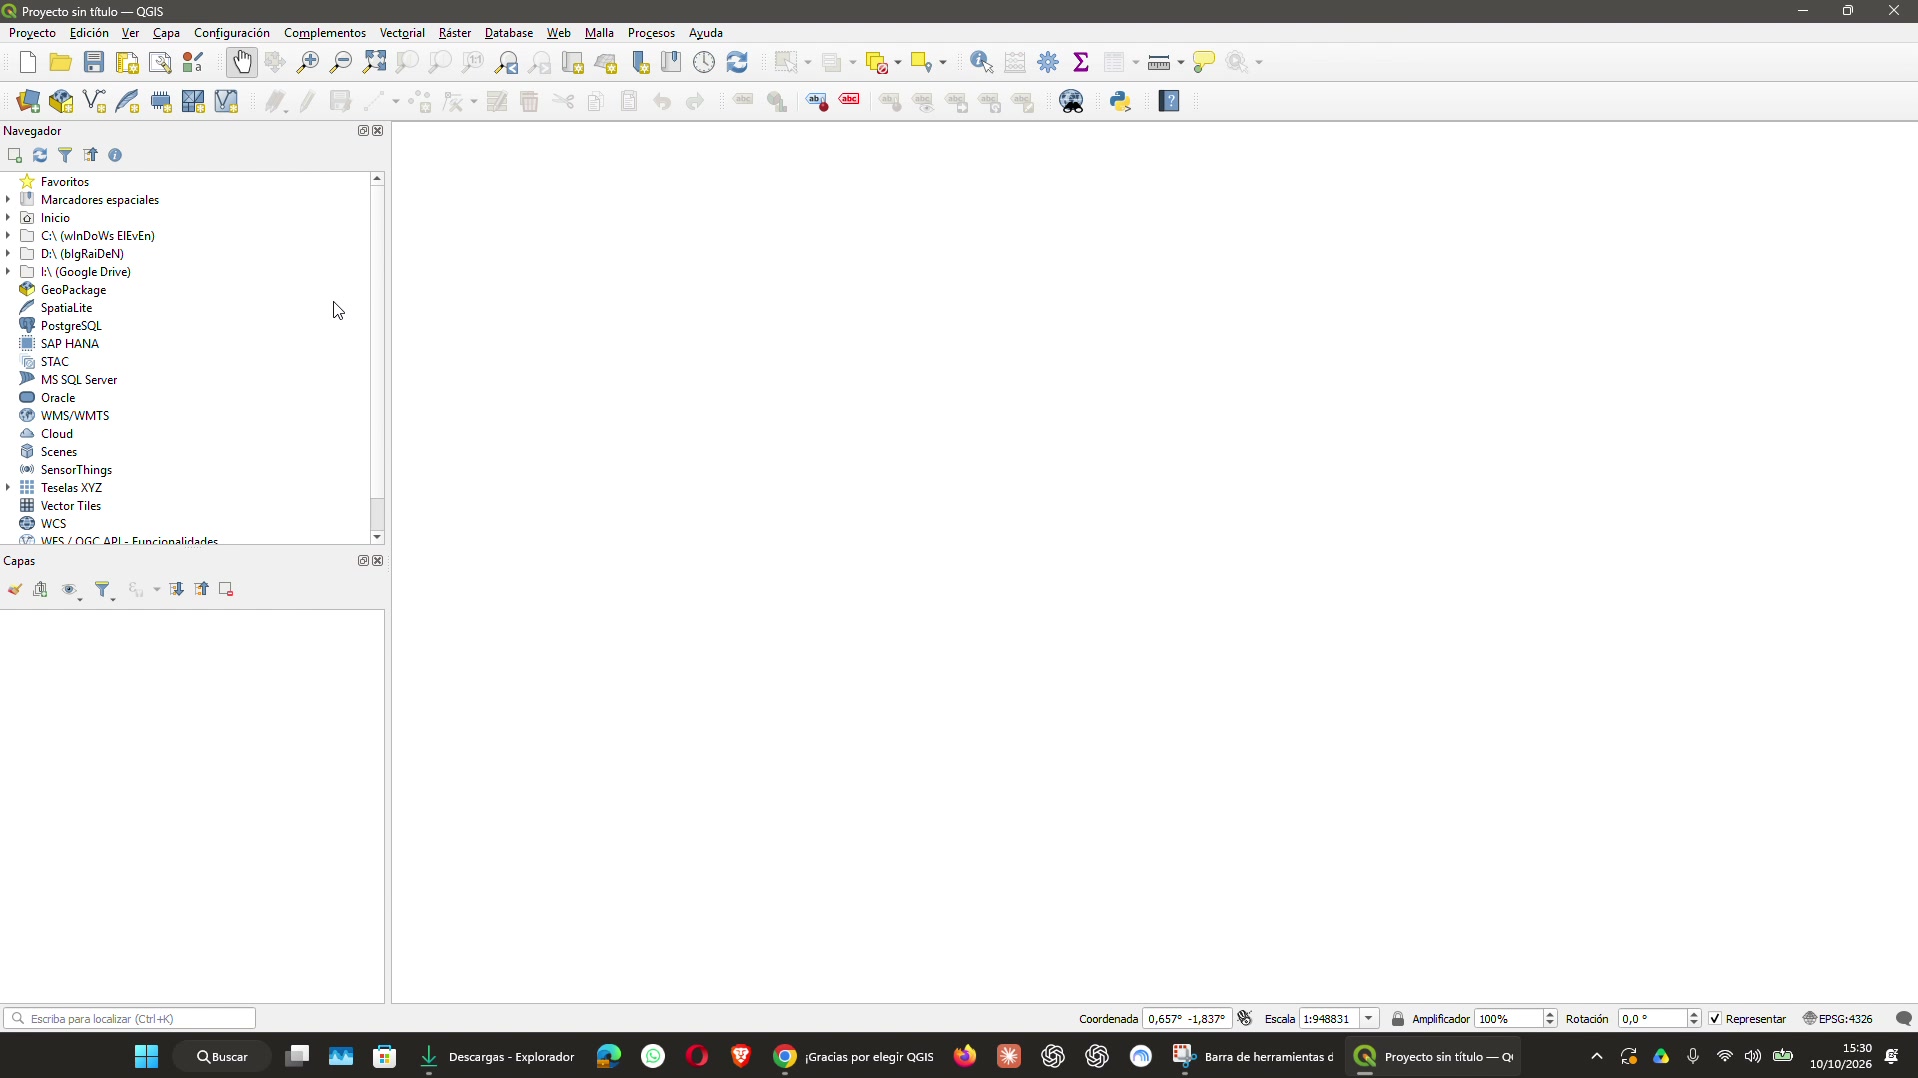 Proyecto sin título — QGIS
Proyecto Edición Ver Capa Configuración Complementos Vectorial Ráster Database Web Malla Procesos Ayuda
Navegador
Favoritos
Marcadores espaciales
Inicio
C:\ (wInDoWs ElEvEn)
D:\ (bIgRaiDeN)
I:\ (Google Drive)
GeoPackage
SpatiaLite
PostgreSQL
SAP HANA
STAC
MS SQL Server
Oracle
WMS/WMTS
Cloud
Scenes
SensorThings
Teselas XYZ
Vector Tiles
WCS
WFS / OGC API - Funcionalidades
Capas
Escriba para localizar (Ctrl+K)
Coordenada 0,657° -1,837° Escala 1:948831 Amplificador 100% Rotación 0,0 ° Representar EPSG:4326
Buscar Descargas - Explorador ¡Gracias por elegir QGIS Barra de herramientas d Proyecto sin título — Q
15:30
10/10/2026